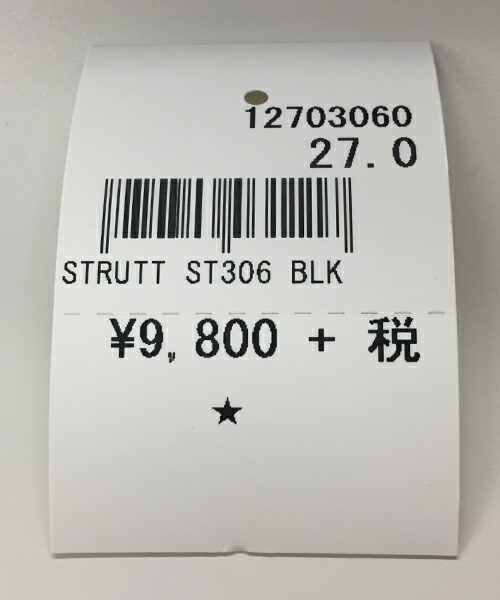 12703060
27.0
STRUTT ST306 BLK
¥9,800 + 税
★